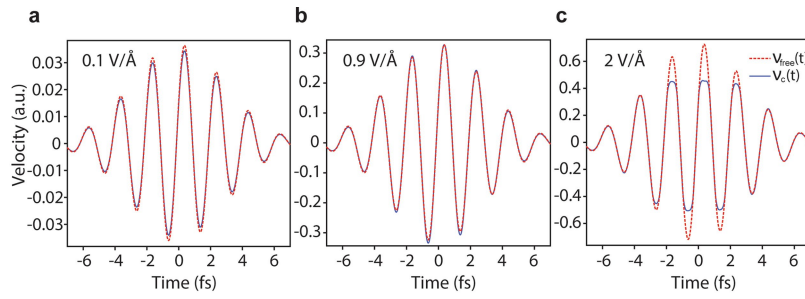 a
b
c
0.1 V/Å
0.9 V/Å
2 V/Å
νfree(t)
νc(t)
Velocity (a.u.)
0.03
0.02
0.01
0
-0.01
-0.02
-0.03
0.3
0.2
0.1
0
-0.1
-0.2
-0.3
0.6
0.4
0.2
0
-0.2
-0.4
-0.6
-6 -4 -2 0 2 4 6
-6 -4 -2 0 2 4 6
-6 -4 -2 0 2 4 6
Time (fs)
Time (fs)
Time (fs)